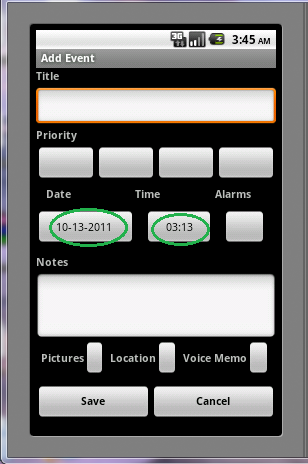 3G
3:45 AM
Add Event
Title
Priority
Date Time Alarms
10-13-2011 03:13
Notes
Pictures Location Voice Memo
Save Cancel